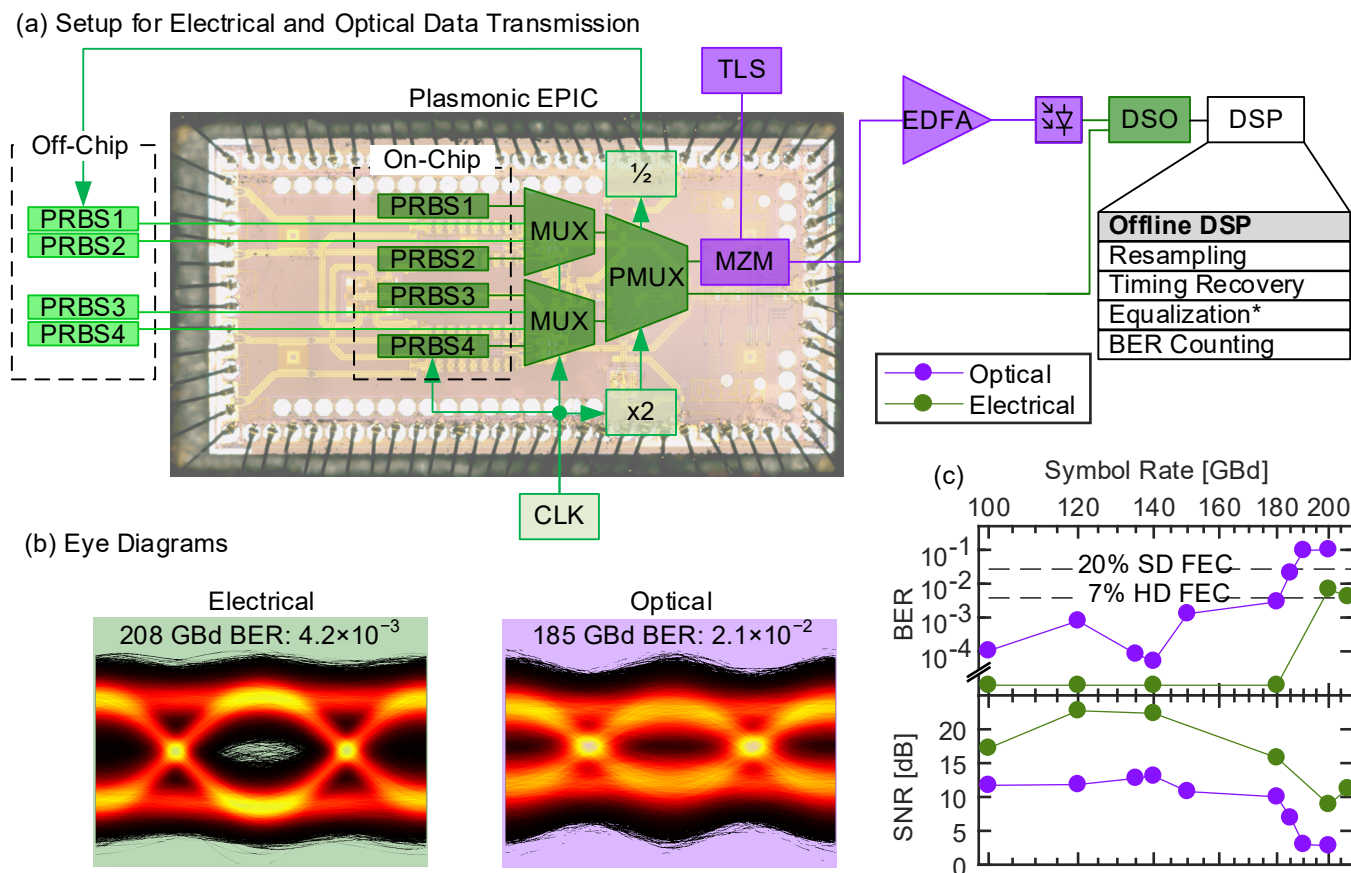 (a) Setup for Electrical and Optical Data Transmission
TLS
Plasmonic EPIC
EDFA
DSO
DSP
Off-Chip
On-Chip
½
PRBS1
PRBS2
PRBS3
PRBS4
PRBS1
PRBS2
PRBS3
PRBS4
MUX
MUX
PMUX
MZM
x2
CLK
Offline DSP
Resampling
Timing Recovery
Equalization*
BER Counting
Optical
Electrical
(b) Eye Diagrams
Electrical
208 GBd BER: 4.2×10⁻³
Optical
185 GBd BER: 2.1×10⁻²
(c)
Symbol Rate [GBd]
100 120 140 160 180 200
BER
10⁻¹
10⁻²
10⁻³
10⁻⁴
20% SD FEC
7% HD FEC
SNR [dB]
20
15
10
5
0